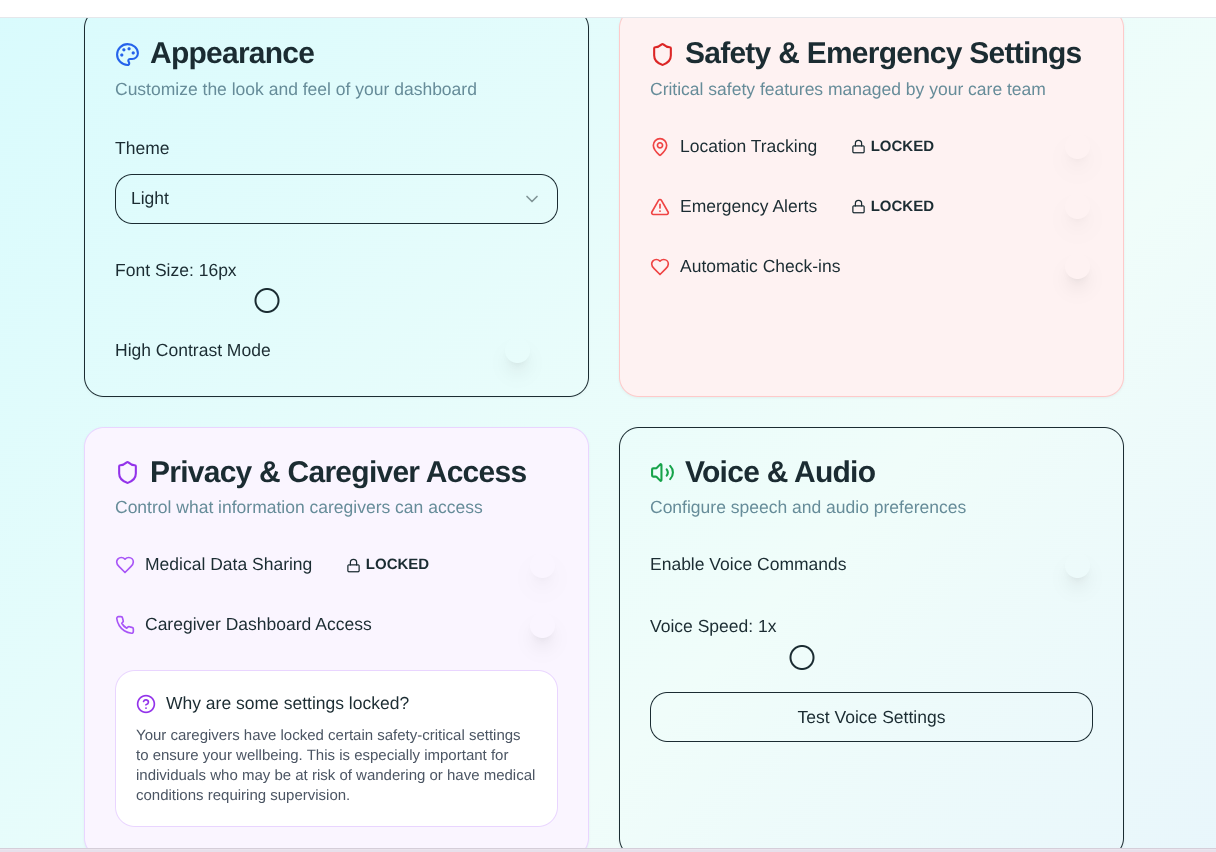 Appearance
Customize the look and feel of your dashboard
Theme
Light
Font Size: 16px
High Contrast Mode
Safety & Emergency Settings
Critical safety features managed by your care team
Location Tracking LOCKED
Emergency Alerts LOCKED
Automatic Check-ins
Privacy & Caregiver Access
Control what information caregivers can access
Medical Data Sharing LOCKED
Caregiver Dashboard Access
Why are some settings locked?
Your caregivers have locked certain safety-critical settings
to ensure your wellbeing. This is especially important for
individuals who may be at risk of wandering or have medical
conditions requiring supervision.
Voice & Audio
Configure speech and audio preferences
Enable Voice Commands
Voice Speed: 1x
Test Voice Settings